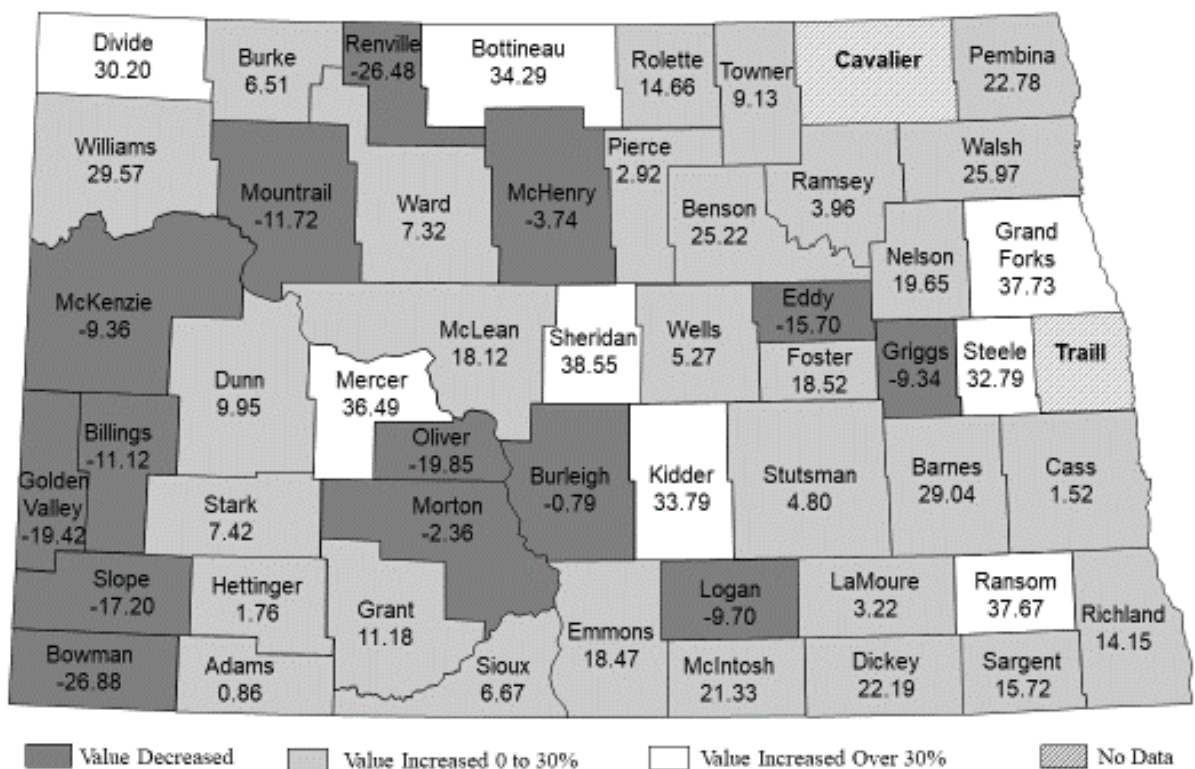 Divide
30.20
Burke
6.51
Renville
-26.48
Bottineau
34.29
Rolette
14.66
Towner
9.13
Cavalier
Pembina
22.78
Williams
29.57
Mountrail
-11.72
Ward
7.32
McHenry
-3.74
Pierce
2.92
Benson
25.22
Ramsey
3.96
Walsh
25.97
Nelson
19.65
Grand
Forks
37.73
McKenzie
-9.36
Dunn
9.95
Mercer
36.49
McLean
18.12
Sheridan
38.55
Wells
5.27
Eddy
-15.70
Foster
18.52
Griggs
-9.34
Steele
32.79
Traill
Golden
Valley
-19.42
Billings
-11.12
Stark
7.42
Oliver
-19.85
Morton
-2.36
Burleigh
-0.79
Kidder
33.79
Stutsman
4.80
Barnes
29.04
Cass
1.52
Slope
-17.20
Hettinger
1.76
Grant
11.18
Logan
-9.70
LaMoure
3.22
Ransom
37.67
Richland
14.15
Bowman
-26.88
Adams
0.86
Sioux
6.67
Emmons
18.47
McIntosh
21.33
Dickey
22.19
Sargent
15.72
Value Decreased
Value Increased 0 to 30%
Value Increased Over 30%
No Data